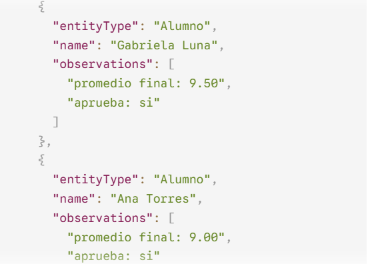 {
"entityType": "Alumno",
"name": "Gabriela Luna",
"observations": [
"promedio final: 9.50",
"aprueba: si"
]
},
{
"entityType": "Alumno",
"name": "Ana Torres",
"observations": [
"promedio final: 9.00",
"aprueba: si"